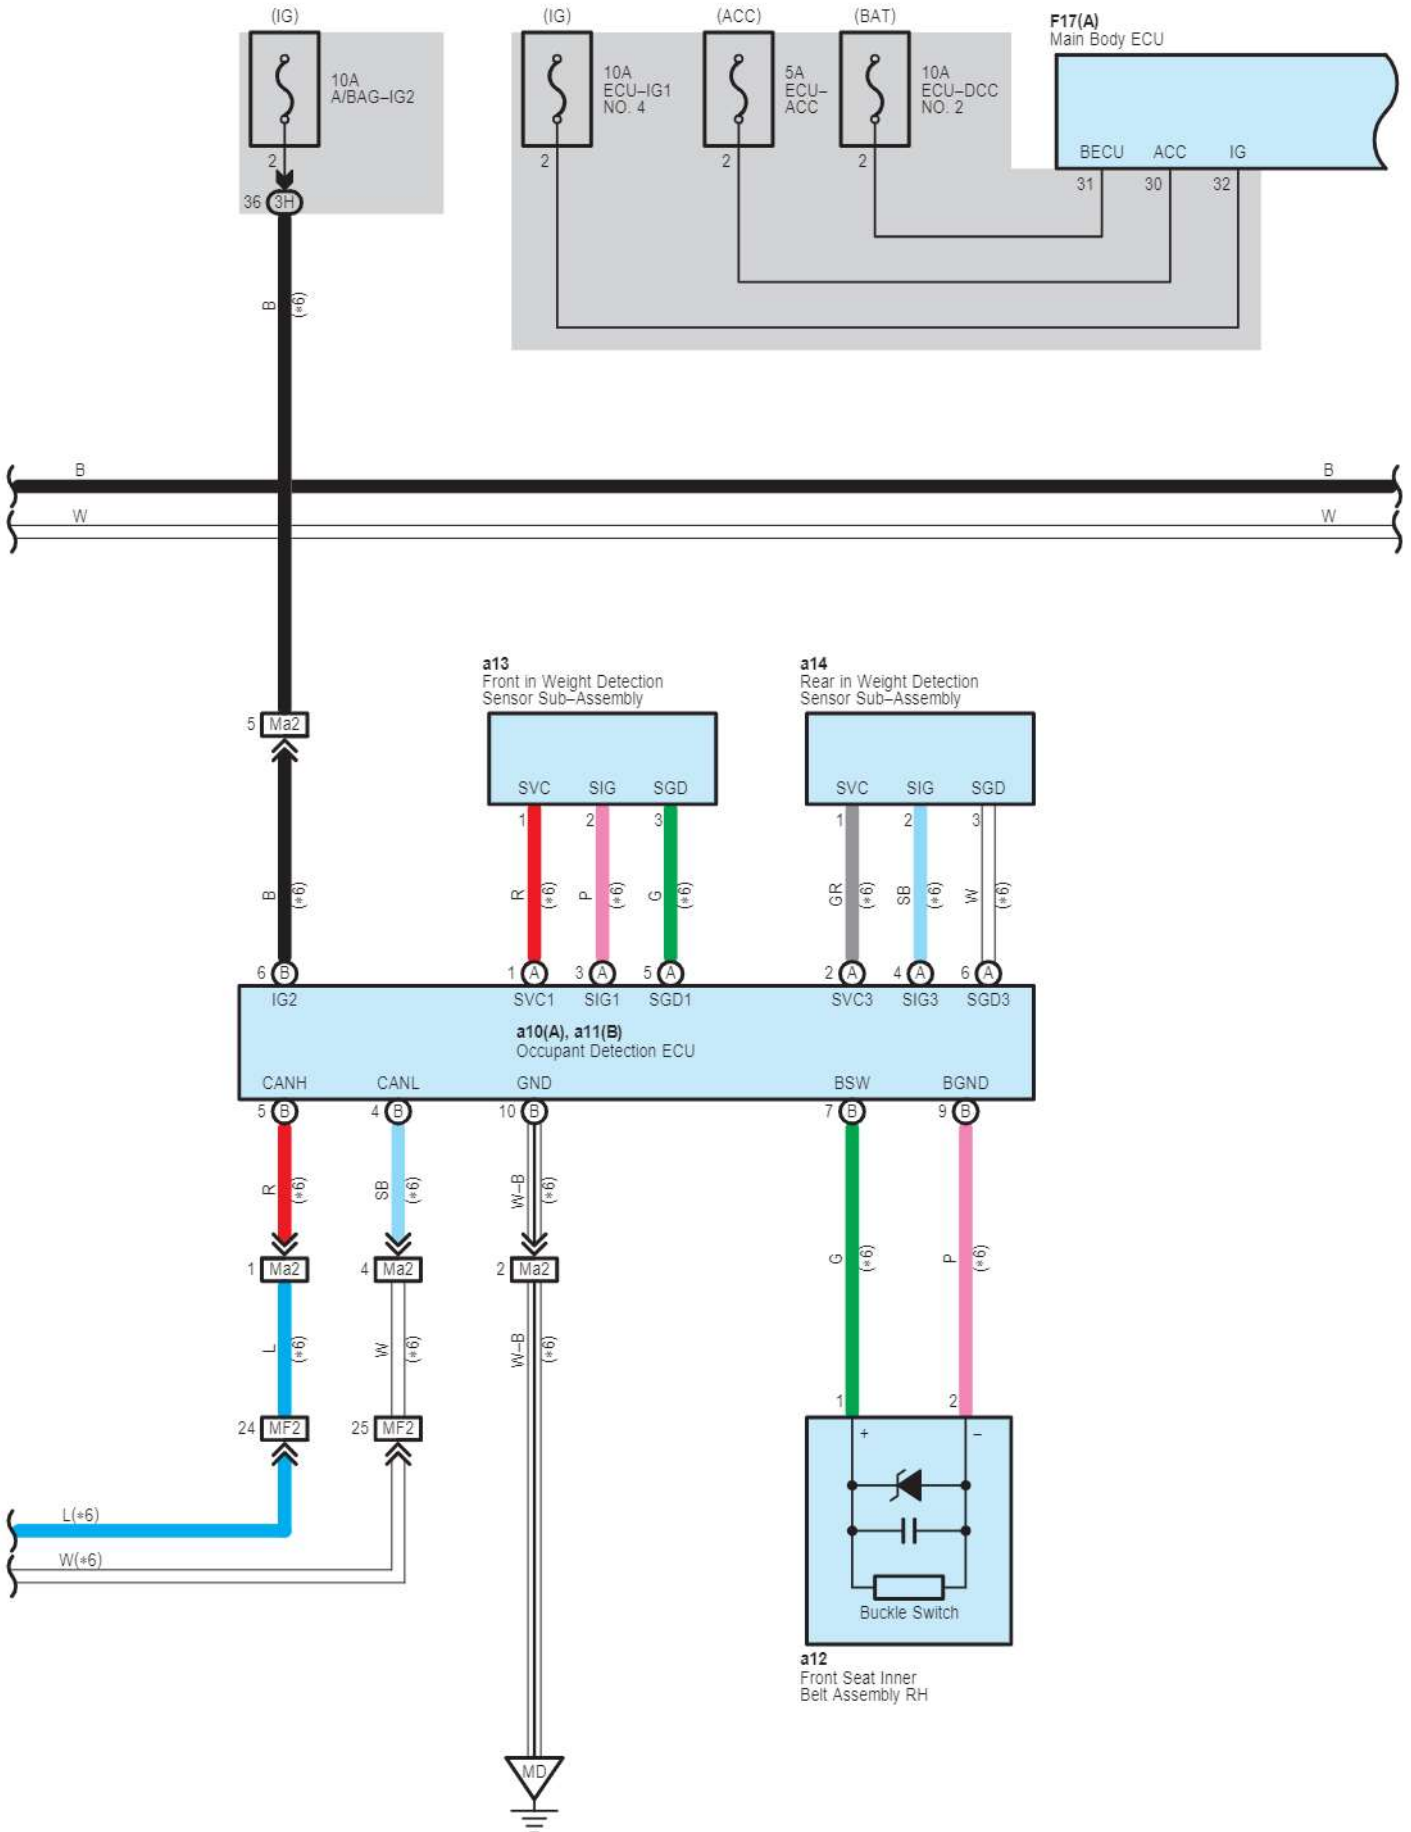 (IG)
(IG)
(ACC)
(BAT)
F17(A)
Main Body ECU
10A
A/BAG–IG2
10A
ECU–IG1
NO. 4
5A
ECU–
ACC
10A
ECU–DCC
NO. 2
BECU ACC IG
2
2
2
2
31 30 32
36 3H
B (∗6)
B B
W W
a13
Front in Weight Detection
Sensor Sub–Assembly
a14
Rear in Weight Detection
Sensor Sub–Assembly
5 Ma2
SVC SIG SGD
SVC SIG SGD
1 2 3
1 2 3
B (∗6)
R (∗6)
P (∗6)
G (∗6)
GR (∗6)
SB (∗6)
W (∗6)
6 B
1 A
3 A
5 A
2 A
4 A
6 A
IG2 SVC1 SIG1 SGD1 SVC3 SIG3 SGD3
a10(A), a11(B)
Occupant Detection ECU
CANH CANL GND BSW BGND
5 B
4 B
10 B
7 B
9 B
R (∗6)
SB (∗6)
W–B (∗6)
G (∗6)
P (∗6)
1 Ma2
4 Ma2
2 Ma2
L (∗6)
W (∗6)
W–B (∗6)
24 MF2
25 MF2
1 2
+ –
L(∗6)
W(∗6)
Buckle Switch
a12
Front Seat Inner
Belt Assembly RH
MD